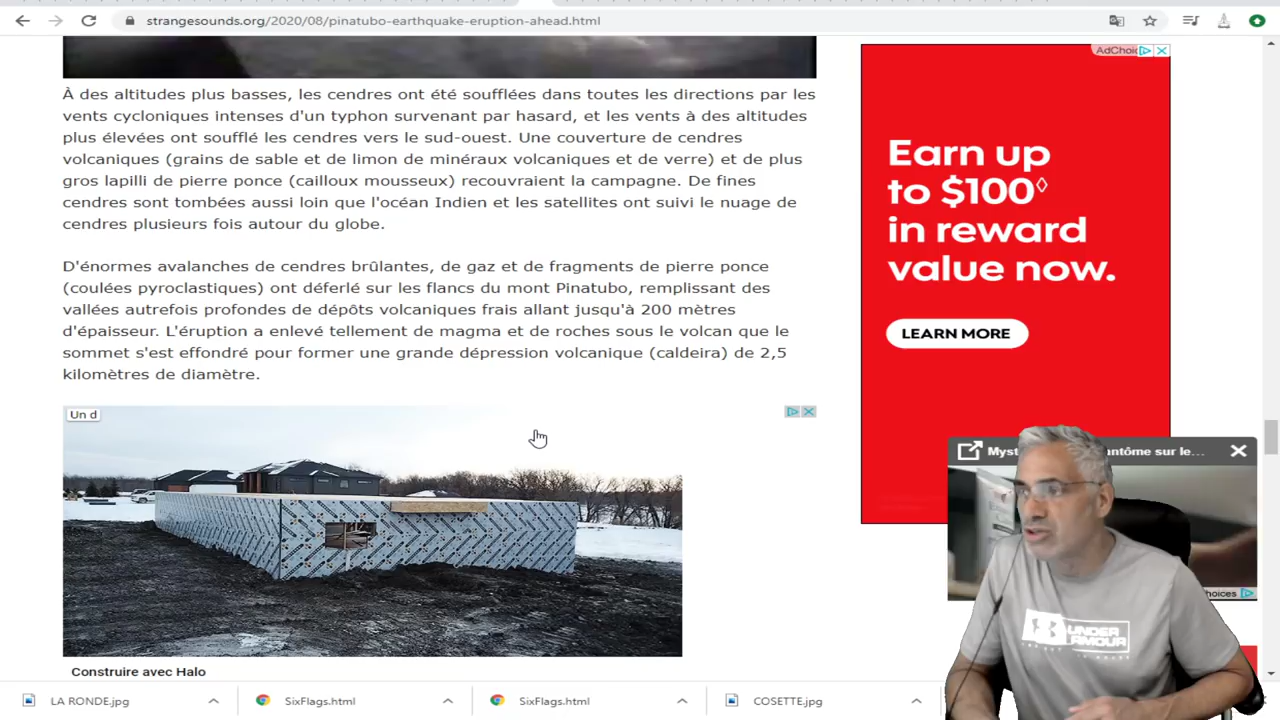 strangesounds.org/2020/08/pinatubo-earthquake-eruption-ahead.html
À des altitudes plus basses, les cendres ont été soufflées dans toutes les directions par les
vents cycloniques intenses d'un typhon survenant par hasard, et les vents à des altitudes
plus élevées ont soufflé les cendres vers le sud-ouest. Une couverture de cendres
volcaniques (grains de sable et de limon de minéraux volcaniques et de verre) et de plus
gros lapilli de pierre ponce (cailloux mousseux) recouvraient la campagne. De fines
cendres sont tombées aussi loin que l'océan Indien et les satellites ont suivi le nuage de
cendres plusieurs fois autour du globe.
D'énormes avalanches de cendres brûlantes, de gaz et de fragments de pierre ponce
(coulées pyroclastiques) ont déferlé sur les flancs du mont Pinatubo, remplissant des
vallées autrefois profondes de dépôts volcaniques frais allant jusqu'à 200 mètres
d'épaisseur. L'éruption a enlevé tellement de magma et de roches sous le volcan que le
sommet s'est effondré pour former une grande dépression volcanique (caldeira) de 2,5
kilomètres de diamètre.
Un d
Construire avec Halo
AdChoic
Earn up
to $100◊
in reward
value now.
LEARN MORE
Myst antôme sur le...
hoices
UNDER
ARMOUR
LA RONDE.jpg
SixFlags.html
SixFlags.html
COSETTE.jpg